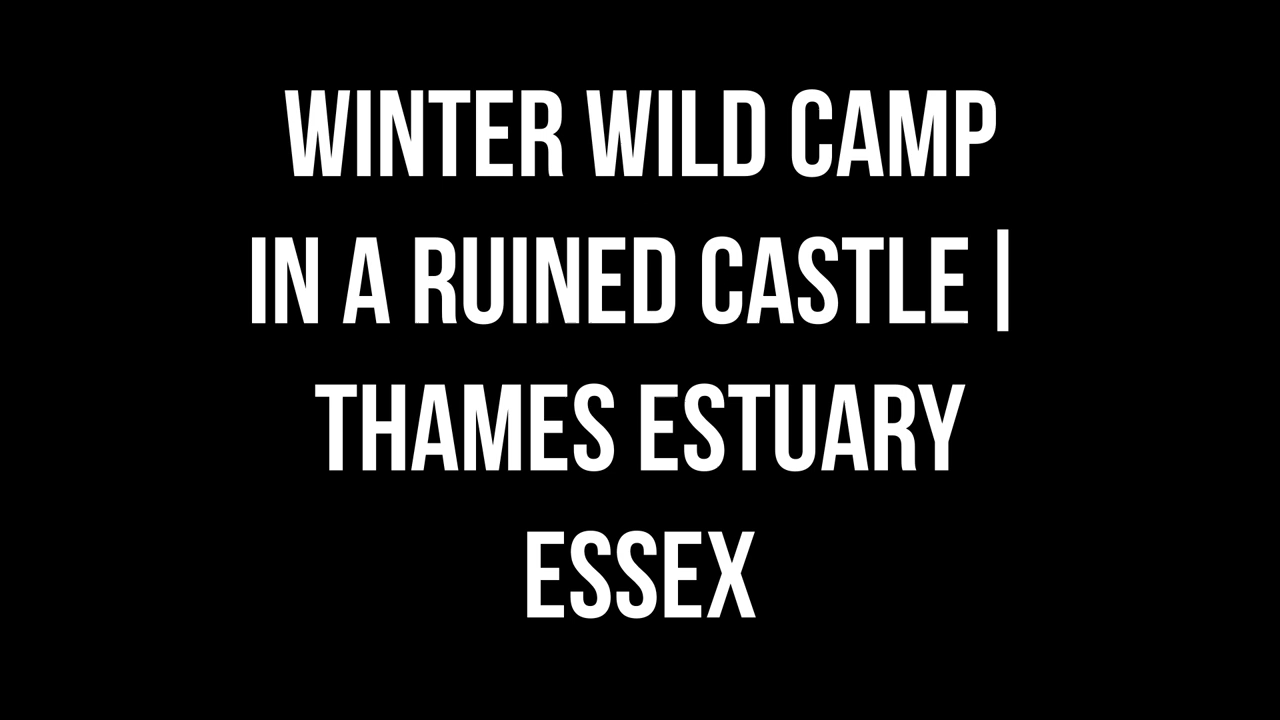 WINTER WILD CAMP
IN A RUINED CASTLE |
THAMES ESTUARY
ESSEX